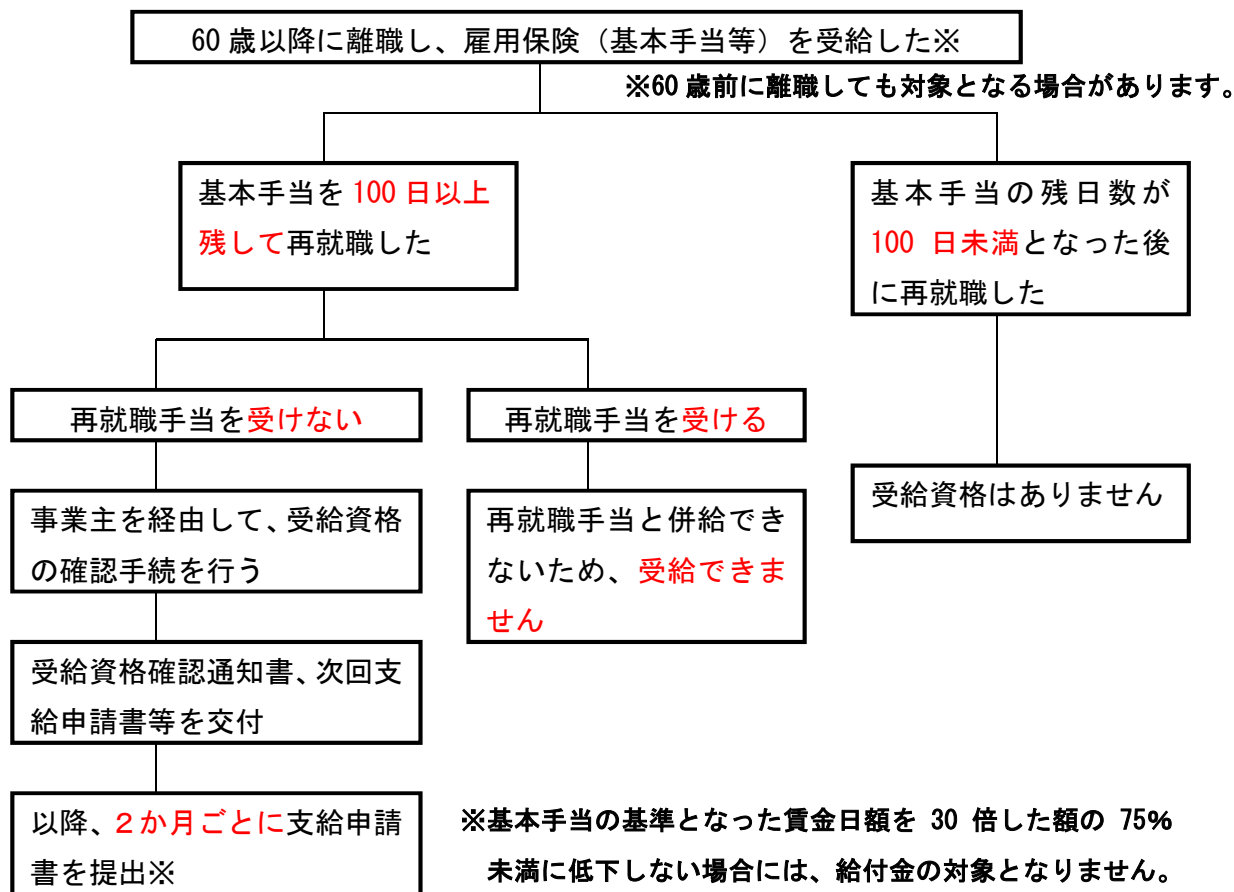 60 歳以降に離職し、雇用保険（基本手当等）を受給した※
※60 歳前に離職しても対象となる場合があります。
基本手当を 100 日以上
残して再就職した
基本手当の残日数が
100 日未満となった後
に再就職した
再就職手当を受けない
再就職手当を受ける
事業主を経由して、受給資格
の確認手続を行う
再就職手当と併給でき
ないため、受給できま
せん
受給資格はありません
受給資格確認通知書、次回支
給申請書等を交付
以降、２か月ごとに支給申請
書を提出※
※基本手当の基準となった賃金日額を 30 倍した額の 75%
未満に低下しない場合には、給付金の対象となりません。